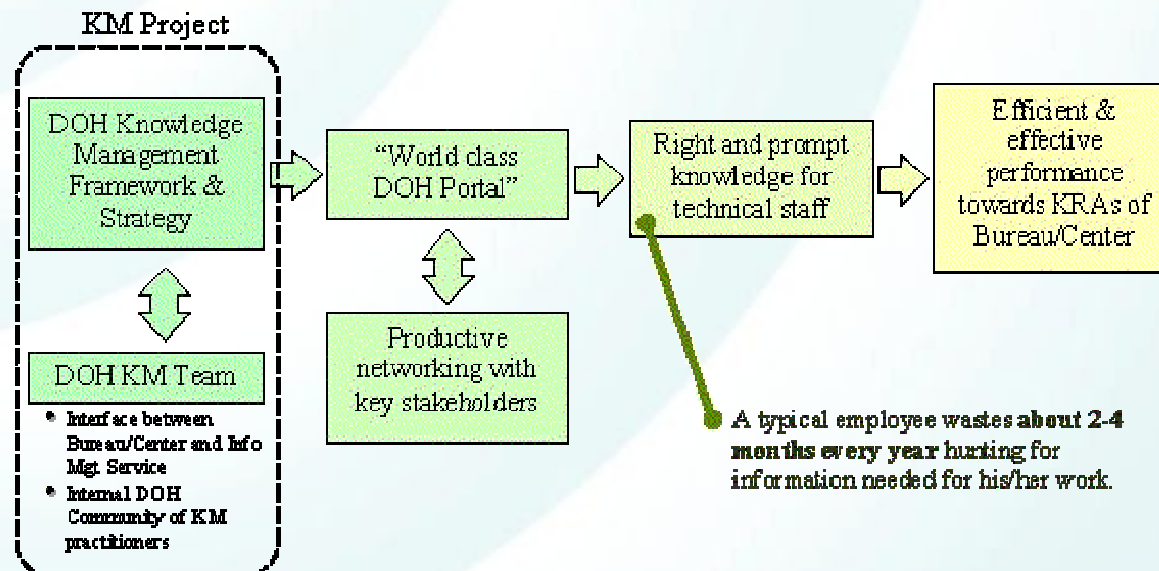 KM Project
DOH Knowledge
Management
Framework &
Strategy
DOH KM Team
• Interface between
Bureau/Center and Info
Mgt Service
• Internal DOH
Community of KM
practitioners
“World class
DOH Portal”
Productive
networking with
key stakeholders
Right and prompt
knowledge for
technical staff
A typical employee wastes about 2-4
months every year hunting for
information needed for his/her work.
Efficient &
effective
performance
towards KRAs of
Bureau/Center